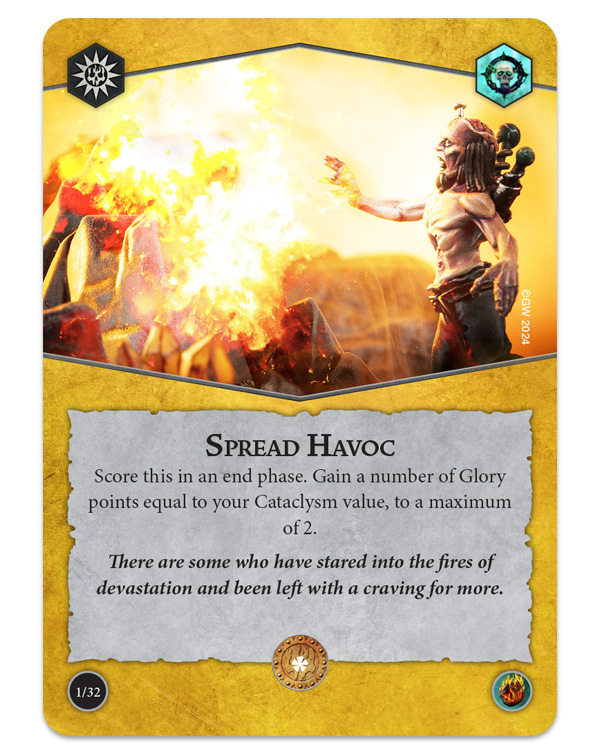 ©GW 2024
SPREAD HAVOC
Score this in an end phase. Gain a number of Glory
points equal to your Cataclysm value, to a maximum
of 2.
There are some who have stared into the fires of
devastation and been left with a craving for more.
1/32